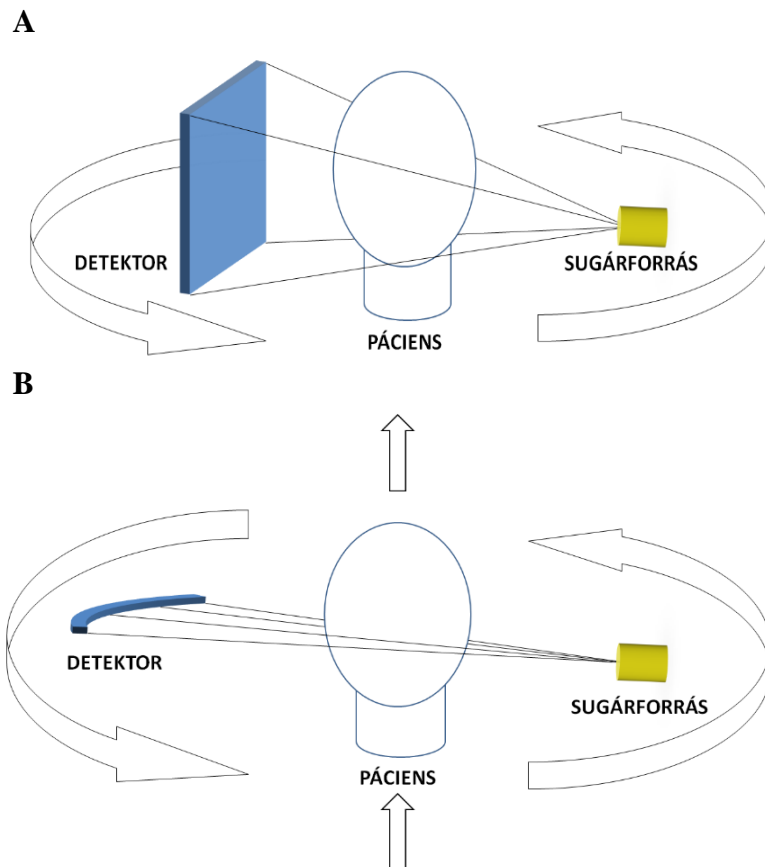 A
DETEKTOR
SUGÁRFORRÁS
PÁCIENS
B
DETEKTOR
SUGÁRFORRÁS
PÁCIENS